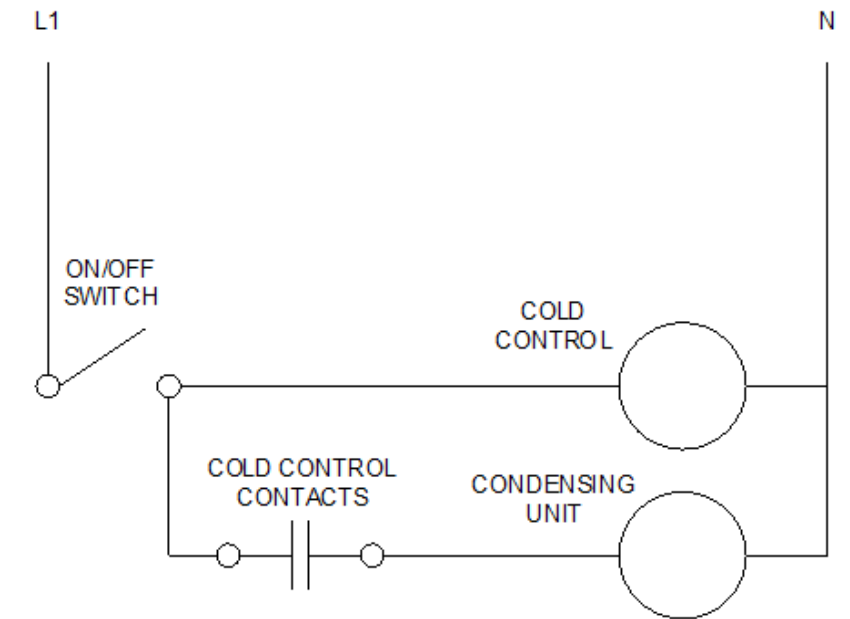 L1
N
ON/OFF
SWITCH
COLD
CONTROL
COLD CONTROL
CONTACTS
CONDENSING
UNIT